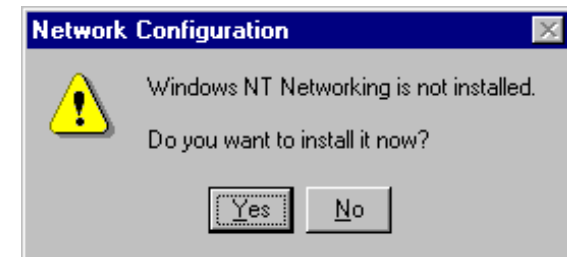 Network Configuration
Windows NT Networking is not installed.
Do you want to install it now?
Yes No